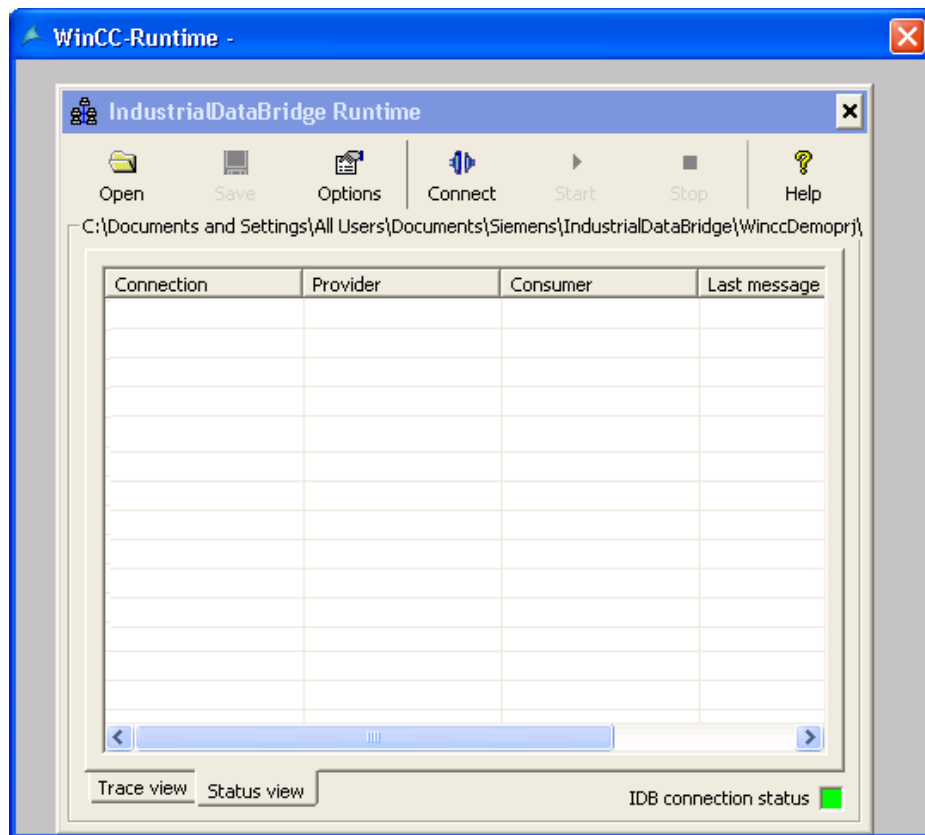 WinCC-Runtime -
IndustrialDataBridge Runtime
Open Save Options Connect Start Stop Help
C:\Documents and Settings\All Users\Documents\Siemens\IndustrialDataBridge\WinccDemoprj\
Connection Provider Consumer Last message
Trace view Status view
IDB connection status